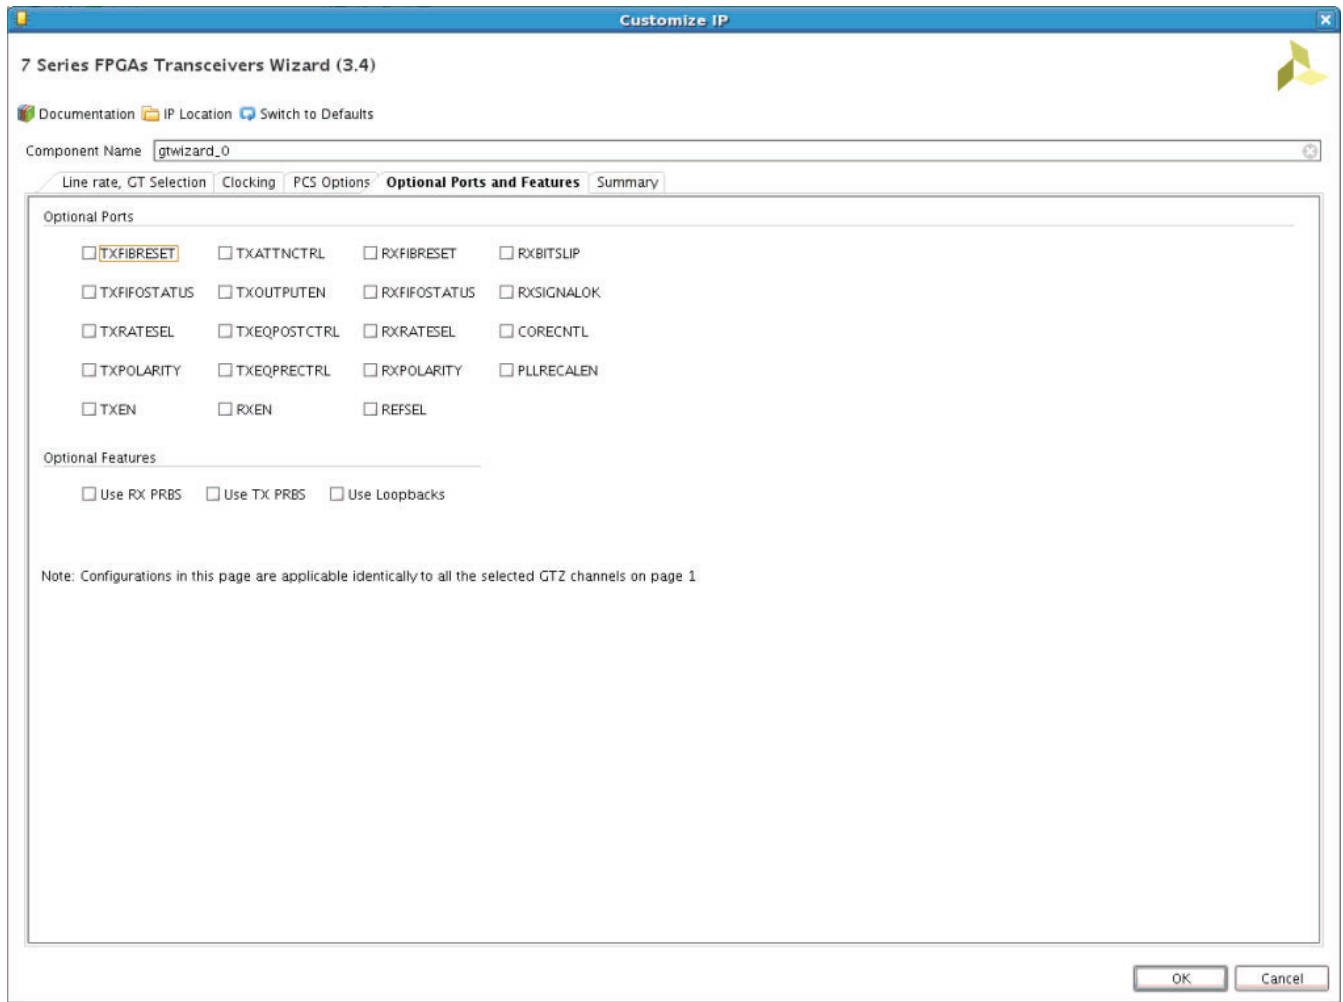 Customize IP
7 Series FPGAs Transceivers Wizard (3.4)
Documentation IP Location Switch to Defaults
Component Name gtwizard_0
Line rate, GT Selection Clocking PCS Options Optional Ports and Features Summary
Optional Ports
TXFIBRESET TXATTNCTRL RXFIBRESET RXBITSLIP
TXFIFOSTATUS TXOUTPUTEN RXFIFOSTATUS RXSIGNALOK
TXRATESEL TXEQPOSTCTRL RXRATESEL CORECNTL
TXPOLARITY TXEQPRECTRL RXPOLARITY PLLRECALEN
TXEN RXEN REFSEL
Optional Features
Use RX PRBS Use TX PRBS Use Loopbacks
Note: Configurations in this page are applicable identically to all the selected GTZ channels on page 1
OK Cancel